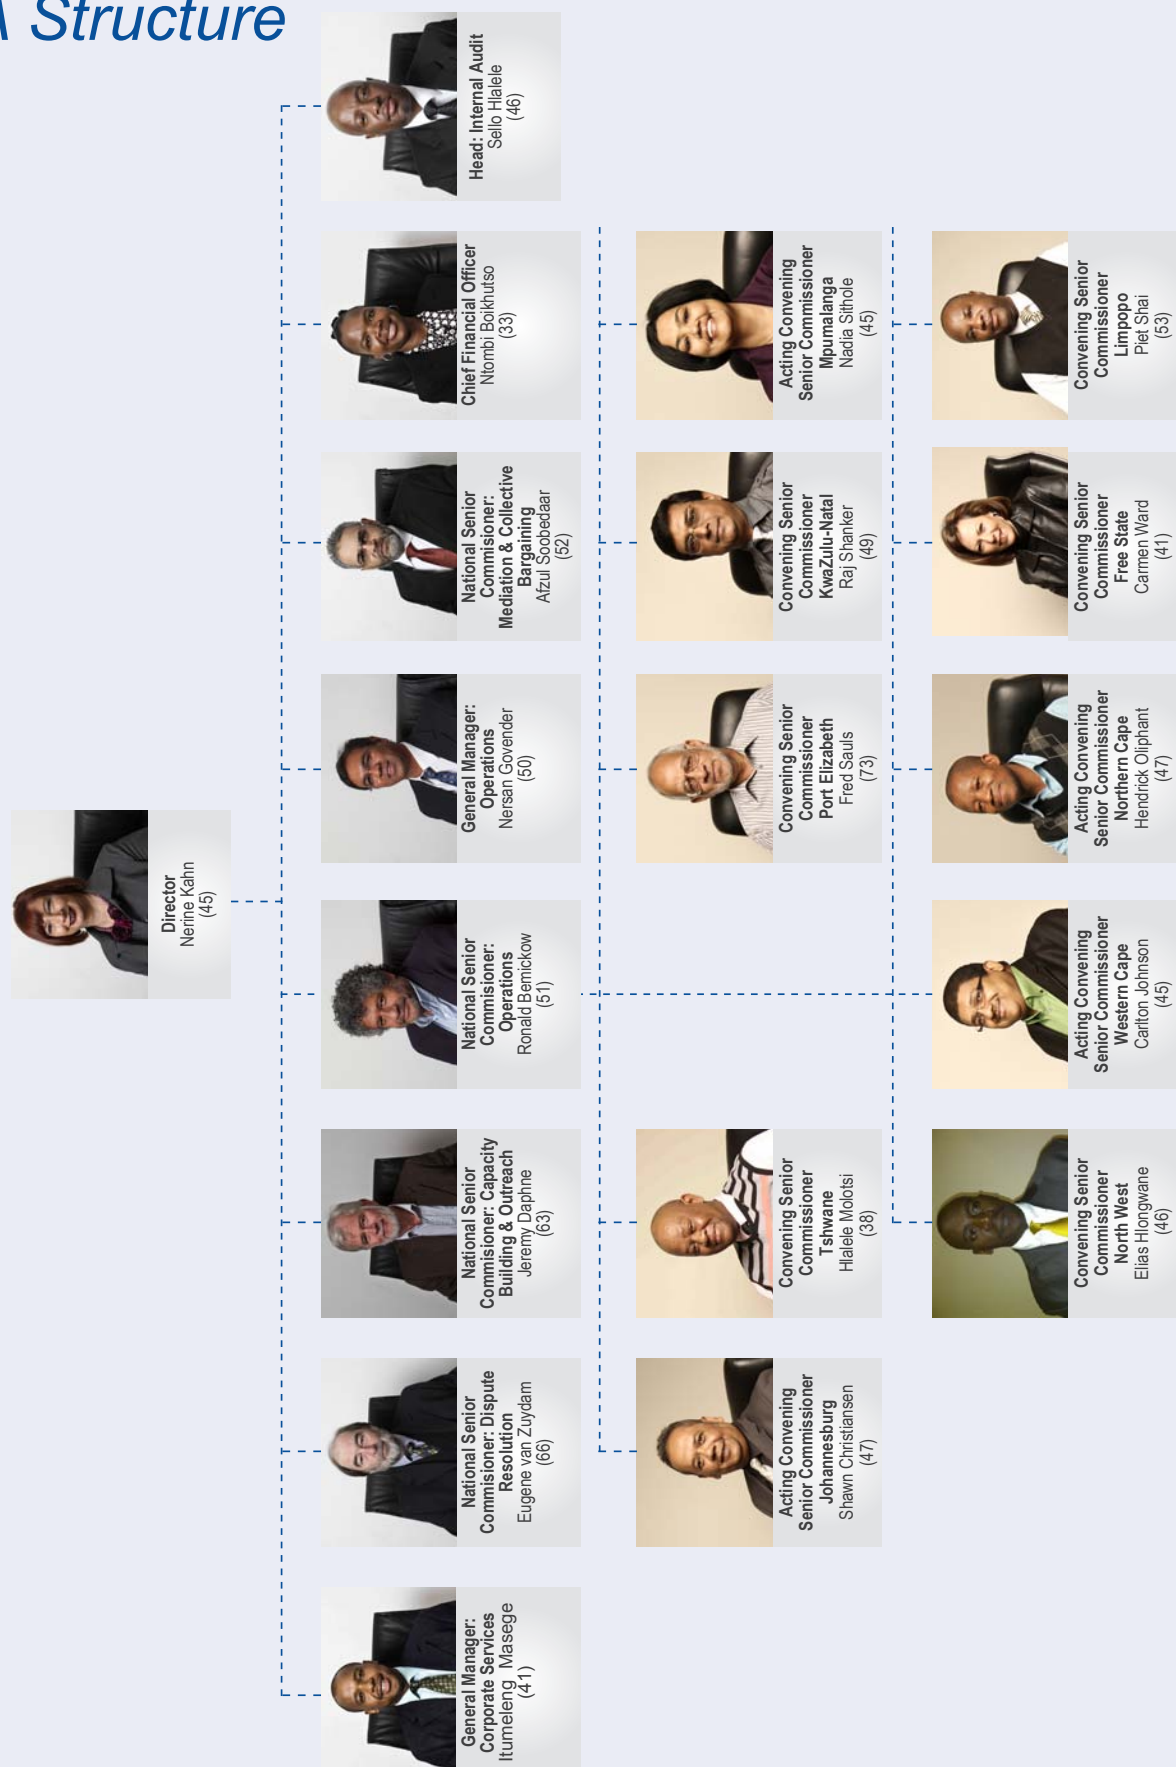 A Structure
Director
Nerine Kahn
(45)
General Manager:
Corporate Services
Itumeleng Masege
(41)
National Senior
Commisioner: Dispute
Resolution
Eugene van Zuydam
(66)
National Senior
Commisioner: Capacity
Building & Outreach
Jeremy Daphne
(63)
National Senior
Commisioner:
Operations
Ronald Bernickow
(51)
General Manager:
Operations
Nersan Govender
(50)
National Senior
Commisioner:
Mediation & Collective
Bargaining
Afzul Soobedaar
(52)
Chief Financial Officer
Ntombi Boikhutso
(33)
Head: Internal Audit
Sello Hlalele
(46)
Acting Convening
Senior Commissioner
Johannesburg
Shawn Christiansen
(47)
Convening Senior
Commissioner
Tshwane
Hlalele Molotsi
(38)
Convening Senior
Commissioner
Port Elizabeth
Fred Sauls
(73)
Convening Senior
Commissioner
KwaZulu-Natal
Raj Shanker
(49)
Acting Convening
Senior Commissioner
Mpumalanga
Nadia Sithole
(45)
Convening Senior
Commissioner
North West
Elias Hlongwane
(46)
Acting Convening
Senior Commissioner
Western Cape
Carlton Johnson
(45)
Acting Convening
Senior Commissioner
Northern Cape
Hendrick Oliphant
(47)
Convening Senior
Commissioner
Free State
Carmen Ward
(41)
Convening Senior
Commissioner
Limpopo
Piet Shai
(53)